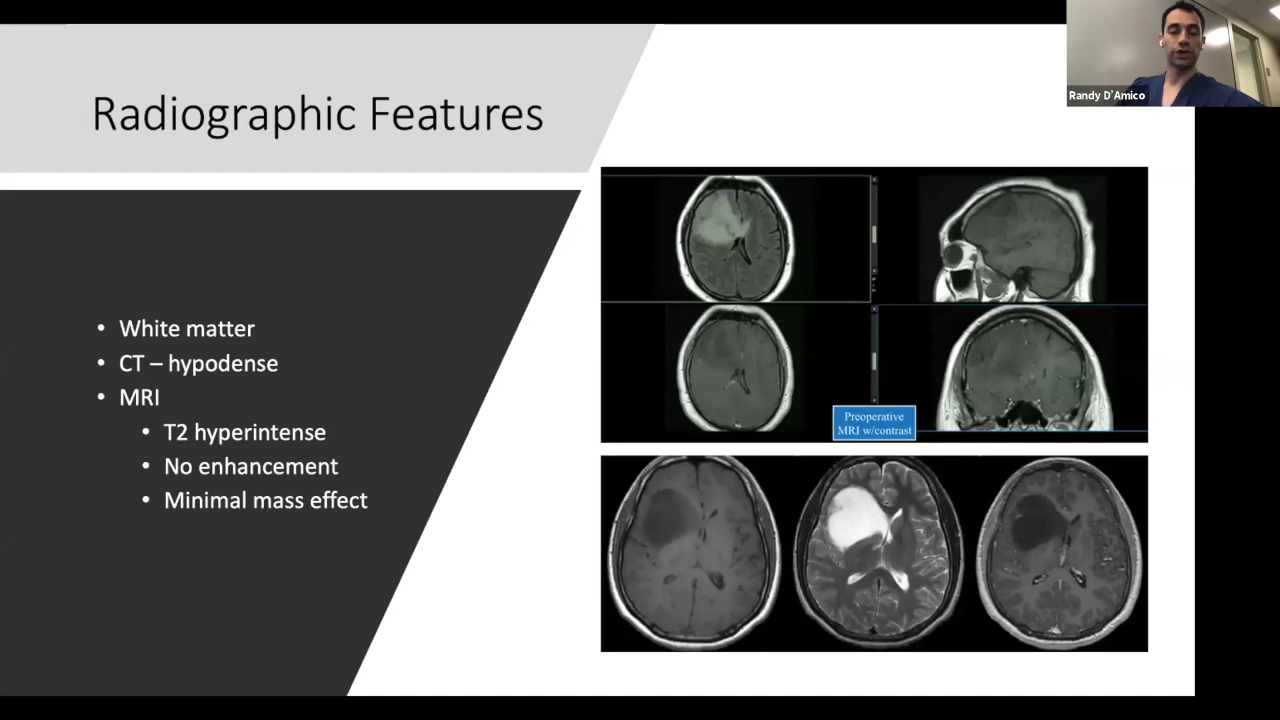 Radiographic Features
Randy D'Amico
• White matter
• CT – hypodense
• MRI
• T2 hyperintense
• No enhancement
• Minimal mass effect
Preoperative
MRI w/contrast